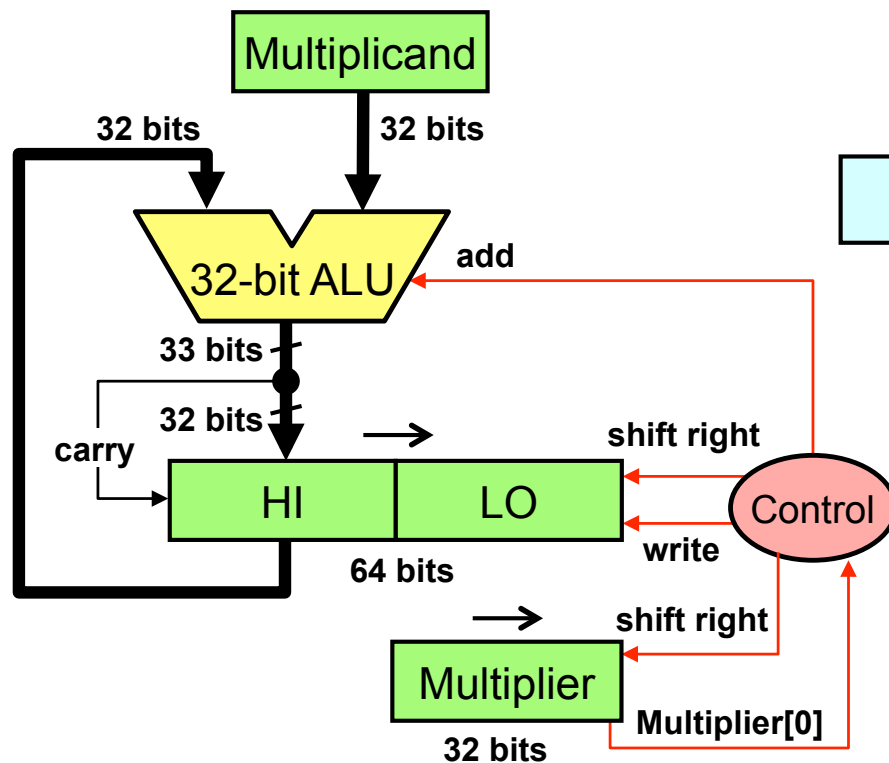 Multiplicand
32 bits
32 bits
32-bit ALU
add
33 bits
32 bits
carry
shift right
HI
LO
Control
write
64 bits
shift right
Multiplier
Multiplier[0]
32 bits